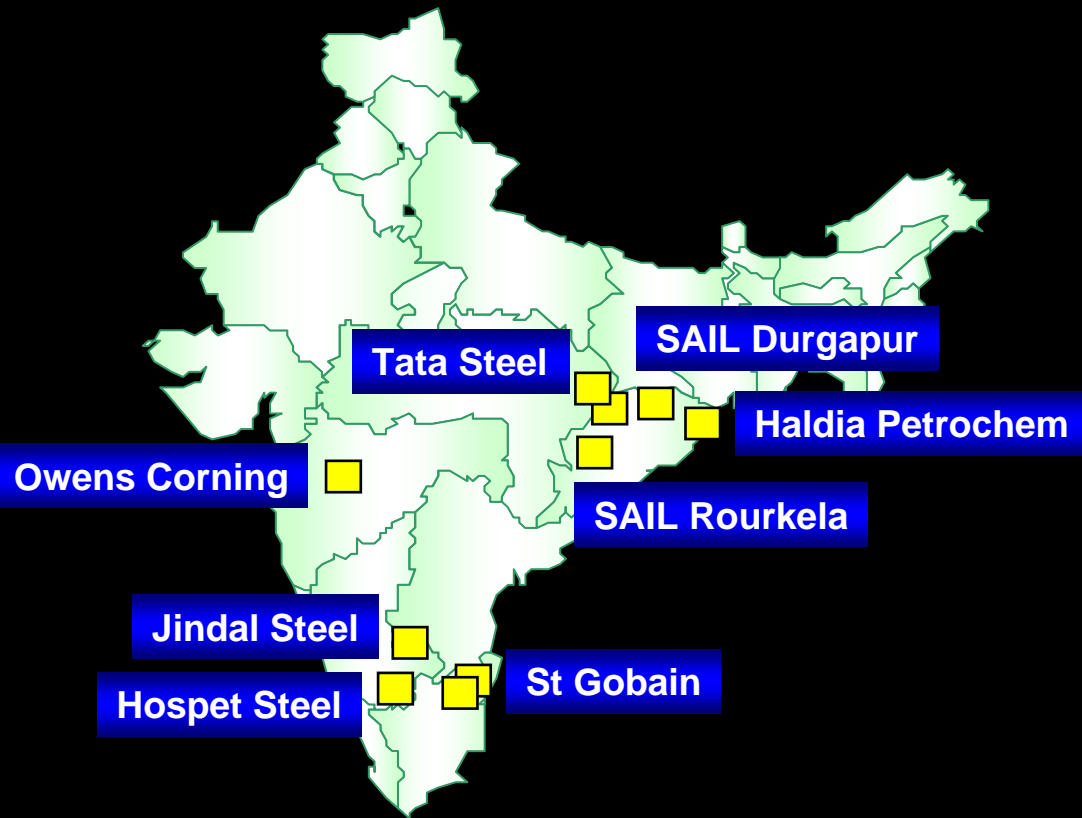 SAIL Durgapur
Tata Steel
Haldia Petrochem
Owens Corning
SAIL Rourkela
Jindal Steel
St Gobain
Hospet Steel